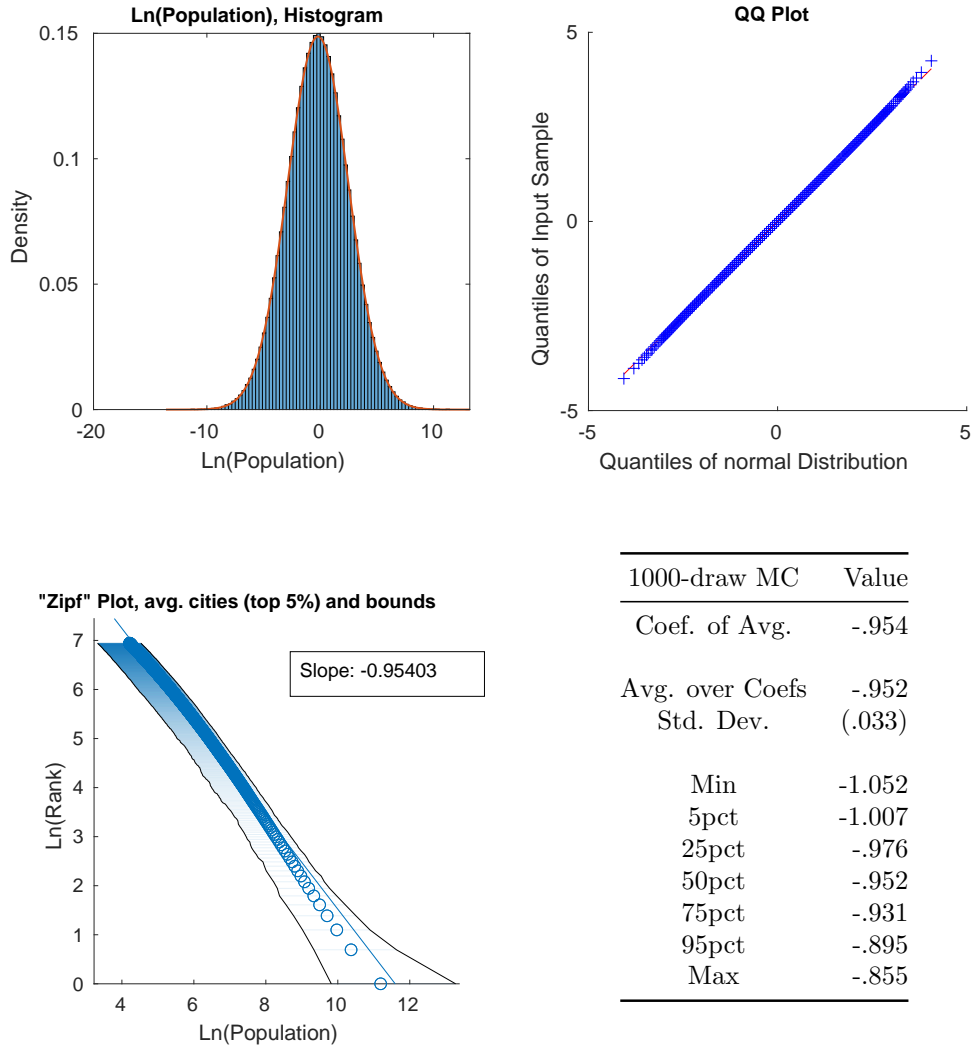 Ln(Population), Histogram
0.15
0.1
0.05
0
Density
-20
-10
0
10
Ln(Population)
QQ Plot
5
0
-5
Quantiles of Input Sample
-5
0
5
Quantiles of normal Distribution
"Zipf" Plot, avg. cities (top 5%) and bounds
7
6
5
4
3
2
1
0
Ln(Rank)
Slope: -0.95403
4
6
8
10
12
Ln(Population)
1000-draw MC Value
Coef. of Avg. -.954
Avg. over Coefs -.952
Std. Dev. (.033)
Min -1.052
5pct -1.007
25pct -.976
50pct -.952
75pct -.931
95pct -.895
Max -.855